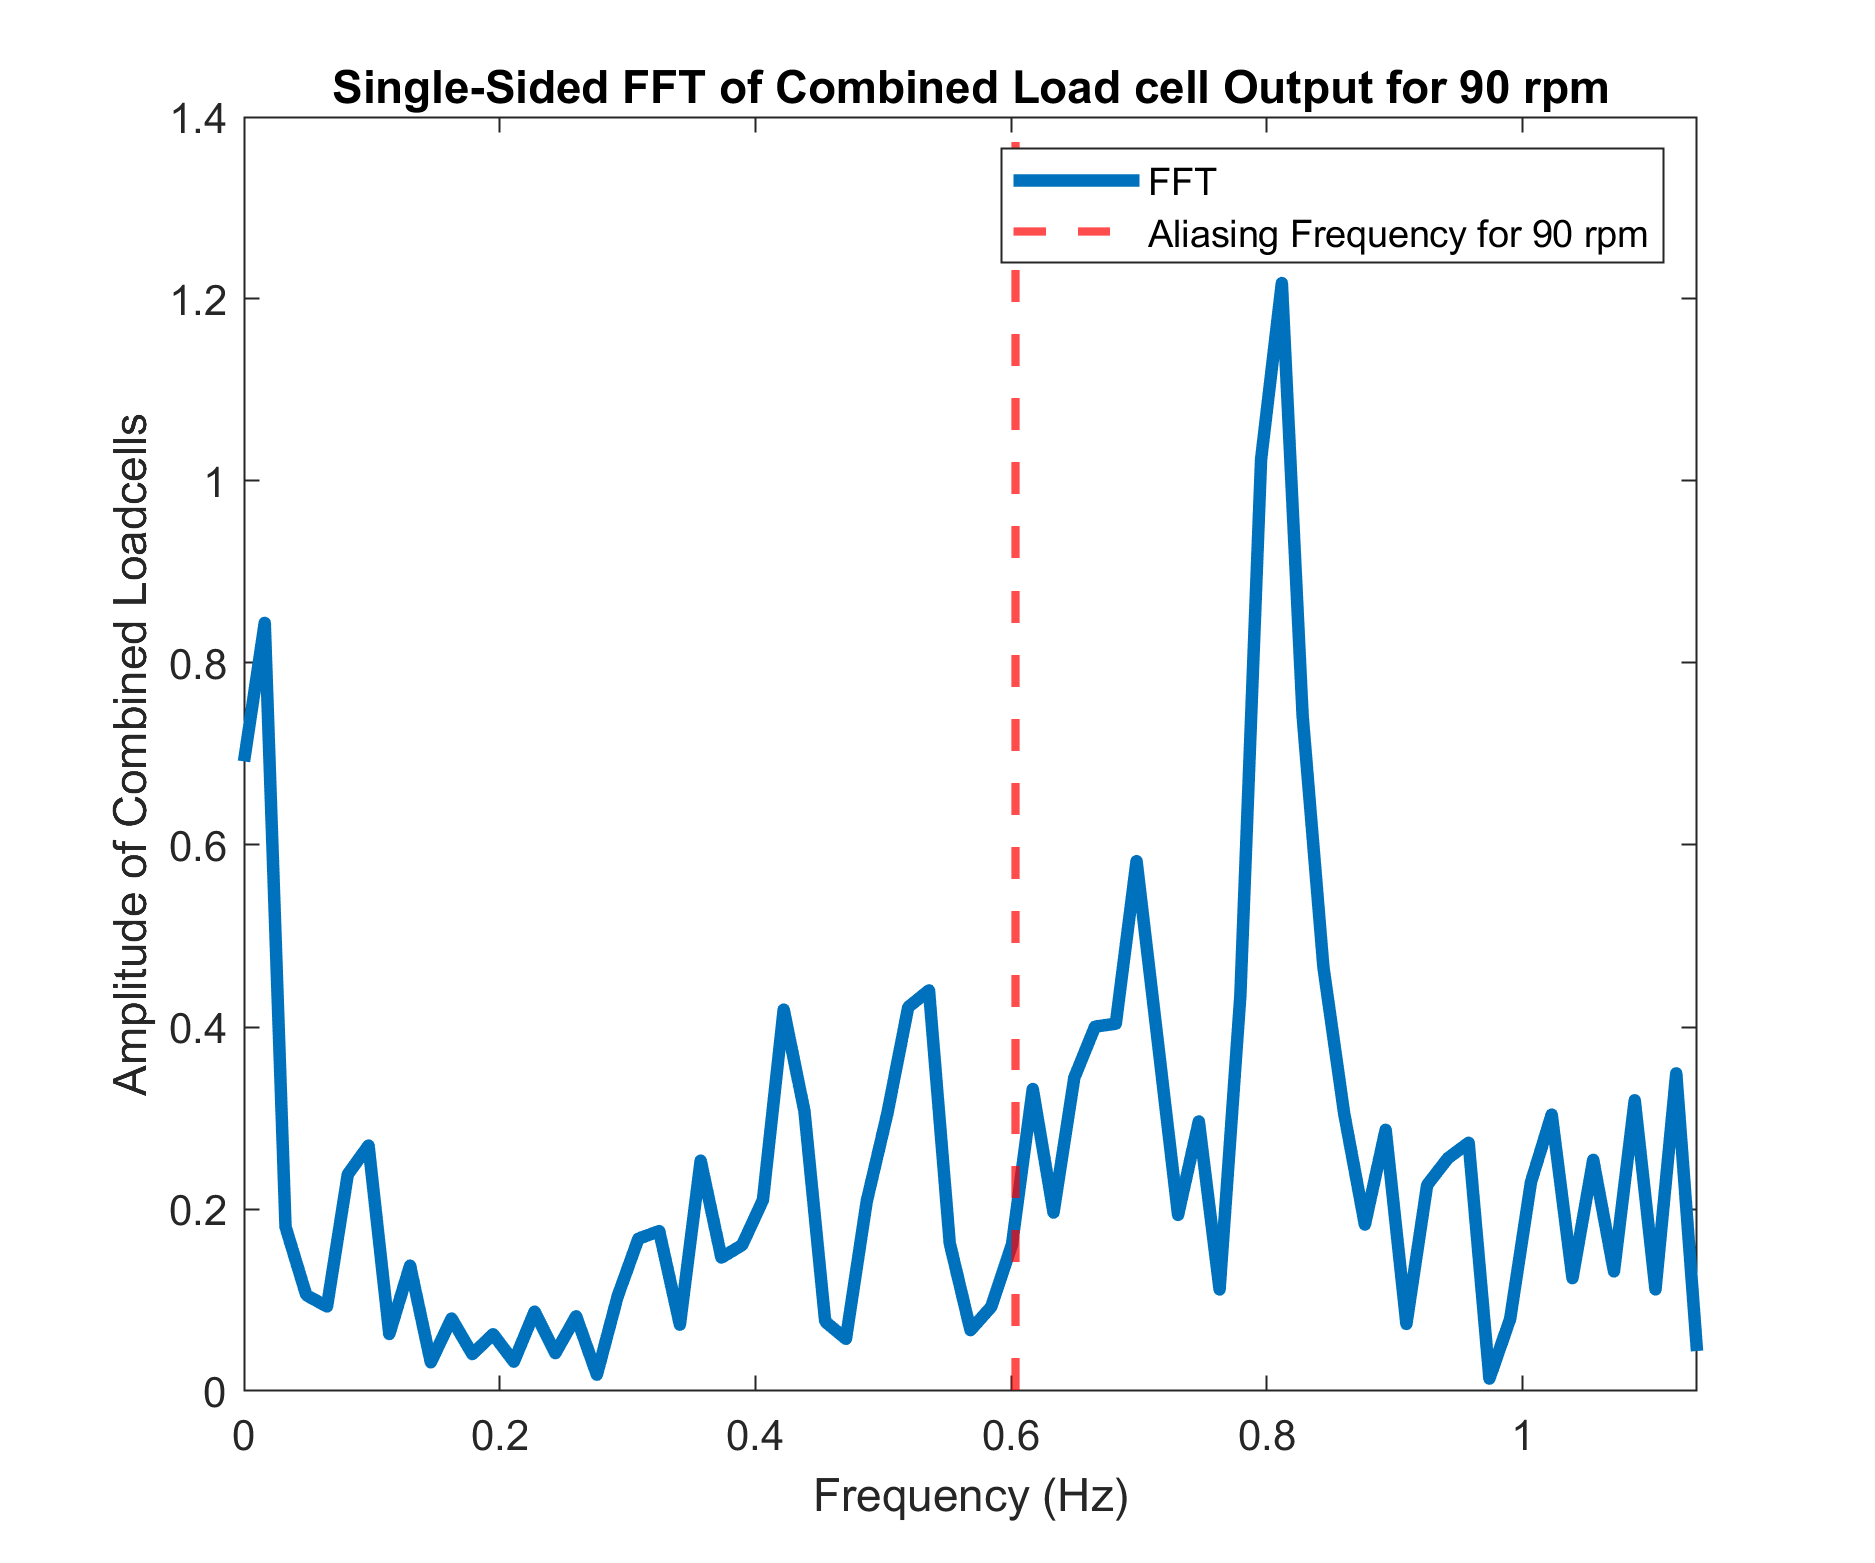 Single-Sided FFT of Combined Load cell Output for 90 rpm
FFT
Aliasing Frequency for 90 rpm
Amplitude of Combined Loadcells
1.4
1.2
1
0.8
0.6
0.4
0.2
0
0 0.2 0.4 0.6 0.8 1
Frequency (Hz)